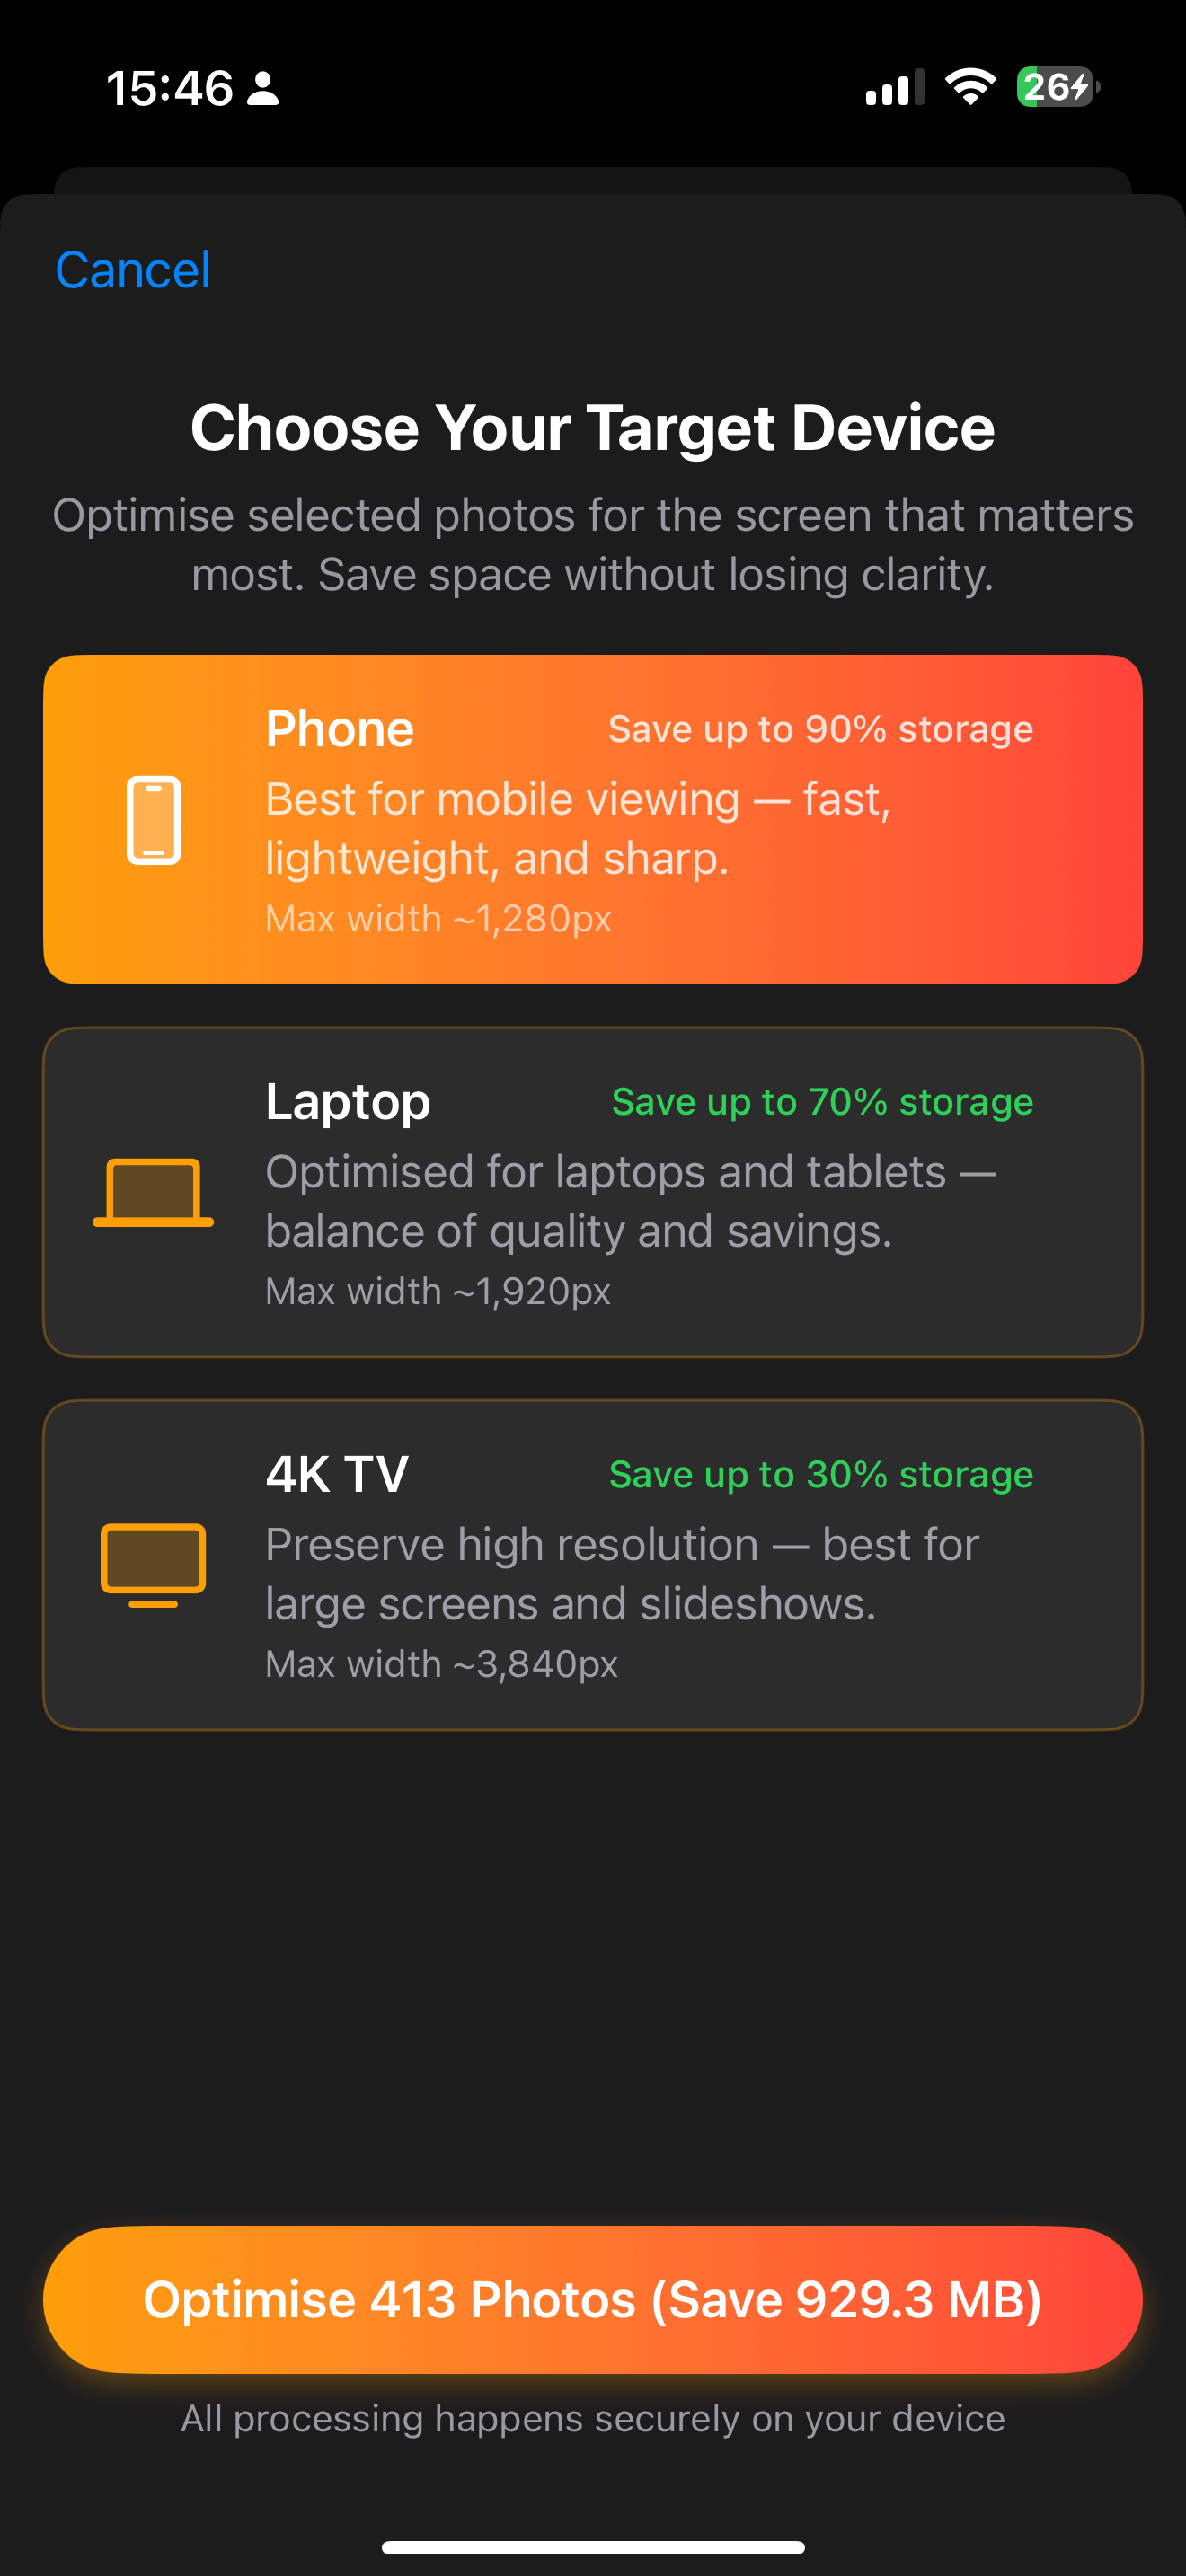 15:46
26
Cancel
Choose Your Target Device
Optimise selected photos for the screen that matters
most. Save space without losing clarity.
Phone
Save up to 90% storage
Best for mobile viewing — fast,
lightweight, and sharp.
Max width ~1,280px
Laptop
Save up to 70% storage
Optimised for laptops and tablets —
balance of quality and savings.
Max width ~1,920px
4K TV
Save up to 30% storage
Preserve high resolution — best for
large screens and slideshows.
Max width ~3,840px
Optimise 413 Photos (Save 929.3 MB)
All processing happens securely on your device